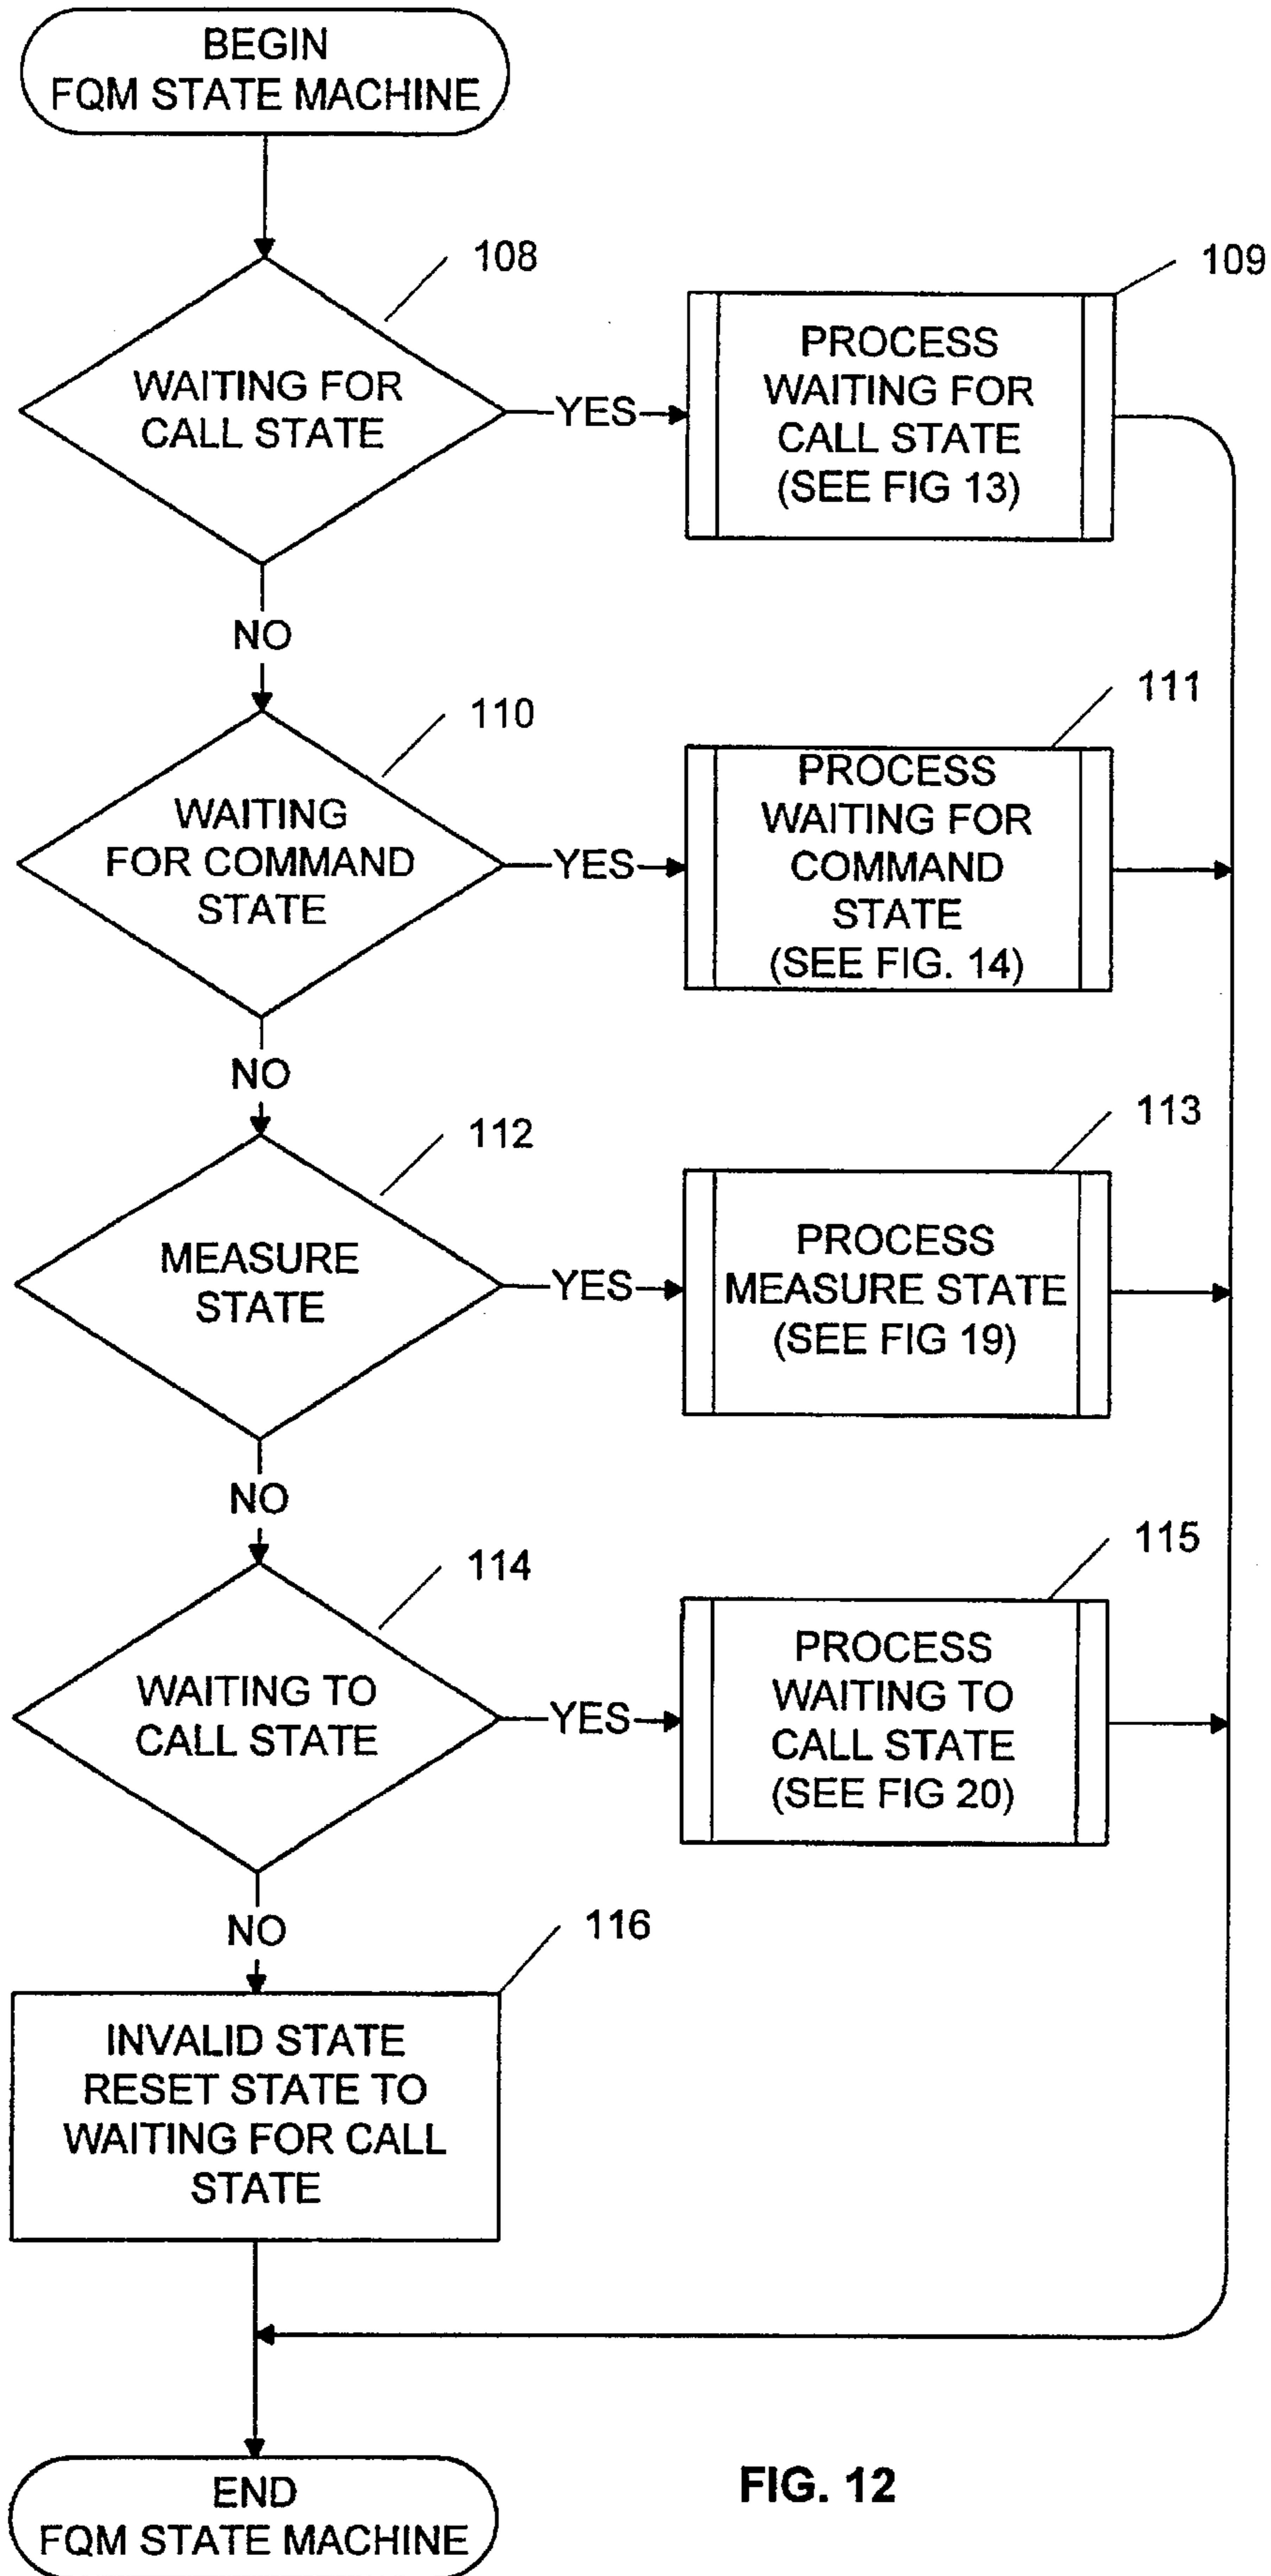 BEGIN
FQM STATE MACHINE
108
109
WAITING FOR
CALL STATE
YES
PROCESS
WAITING FOR
CALL STATE
(SEE FIG 13)
NO
110
111
WAITING
FOR COMMAND
STATE
YES
PROCESS
WAITING FOR
COMMAND
STATE
(SEE FIG. 14)
NO
112
113
MEASURE
STATE
YES
PROCESS
MEASURE STATE
(SEE FIG 19)
NO
114
115
WAITING TO
CALL STATE
YES
PROCESS
WAITING TO
CALL STATE
(SEE FIG 20)
NO
116
INVALID STATE
RESET STATE TO
WAITING FOR CALL
STATE
END
FQM STATE MACHINE
FIG. 12